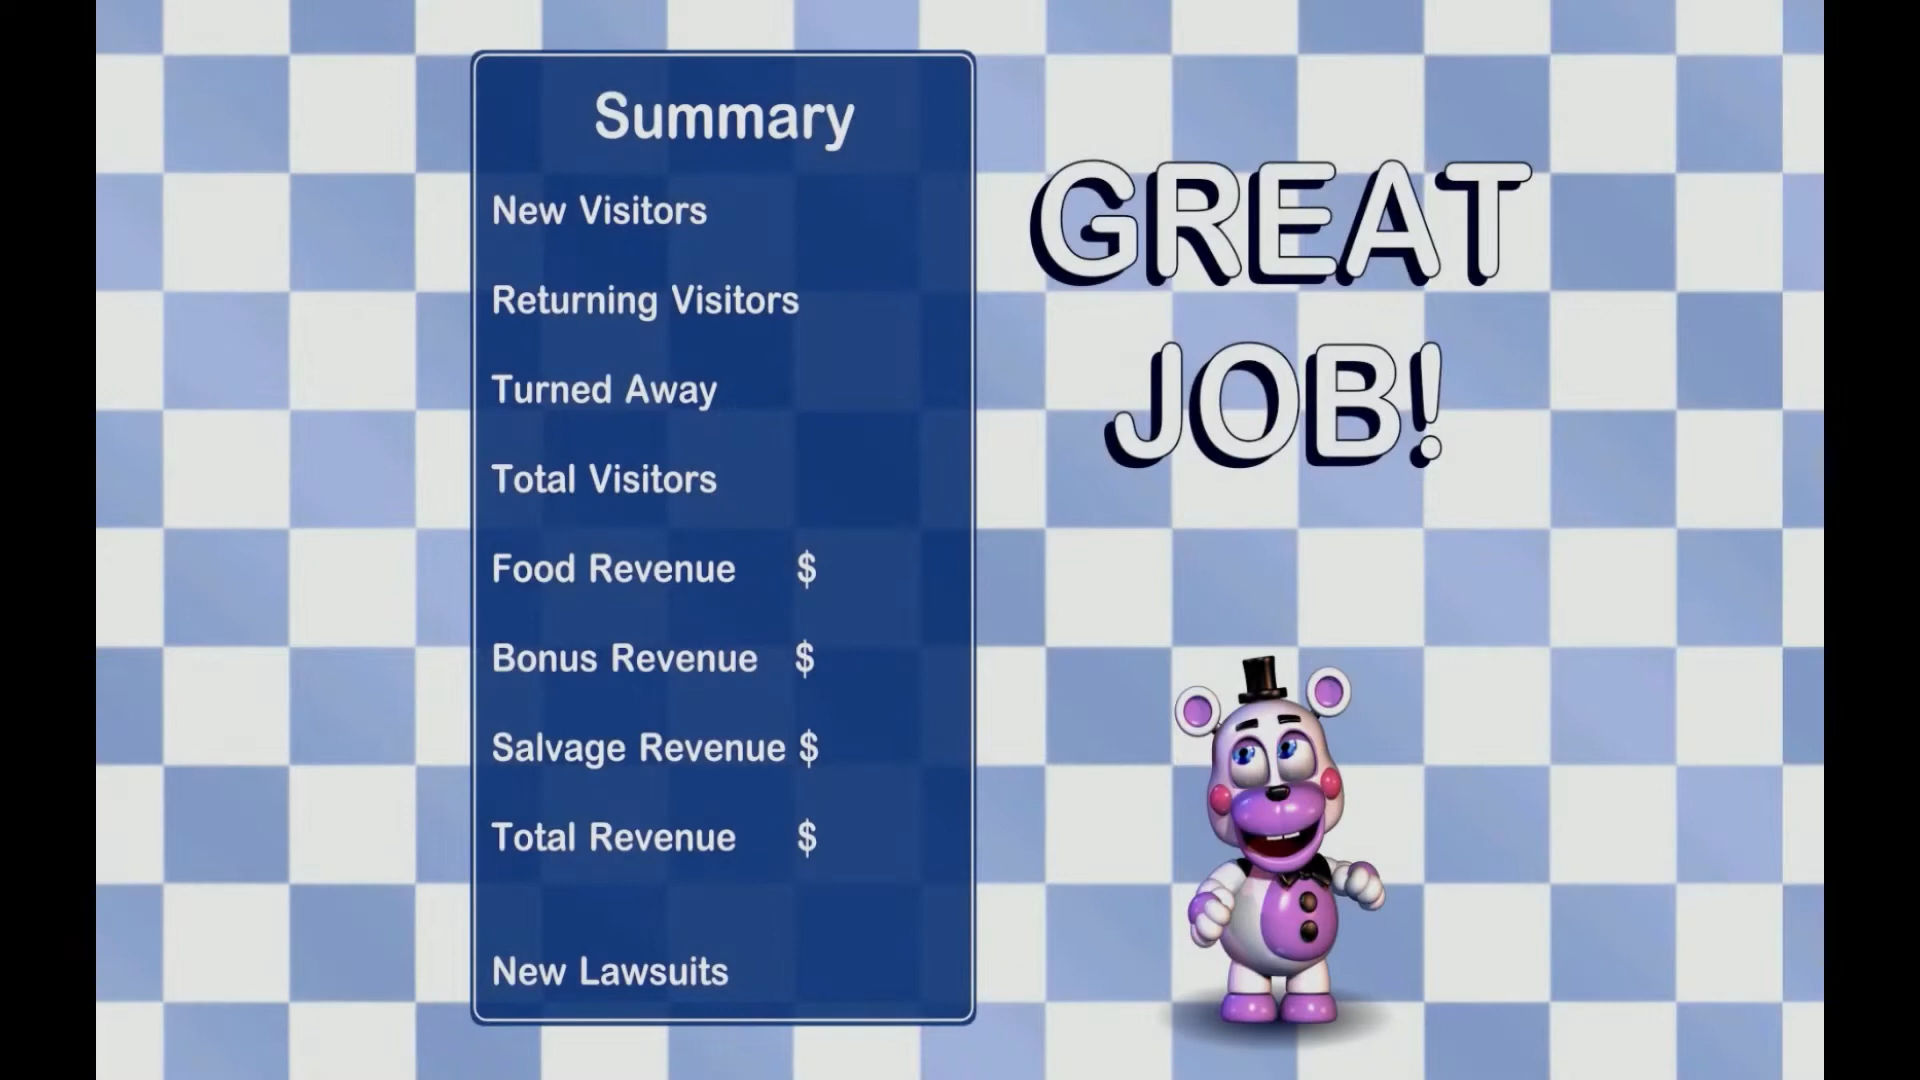 Summary
New Visitors
Returning Visitors
Turned Away
Total Visitors
Food Revenue $
Bonus Revenue $
Salvage Revenue $
Total Revenue $
New Lawsuits
GREAT
JOB!